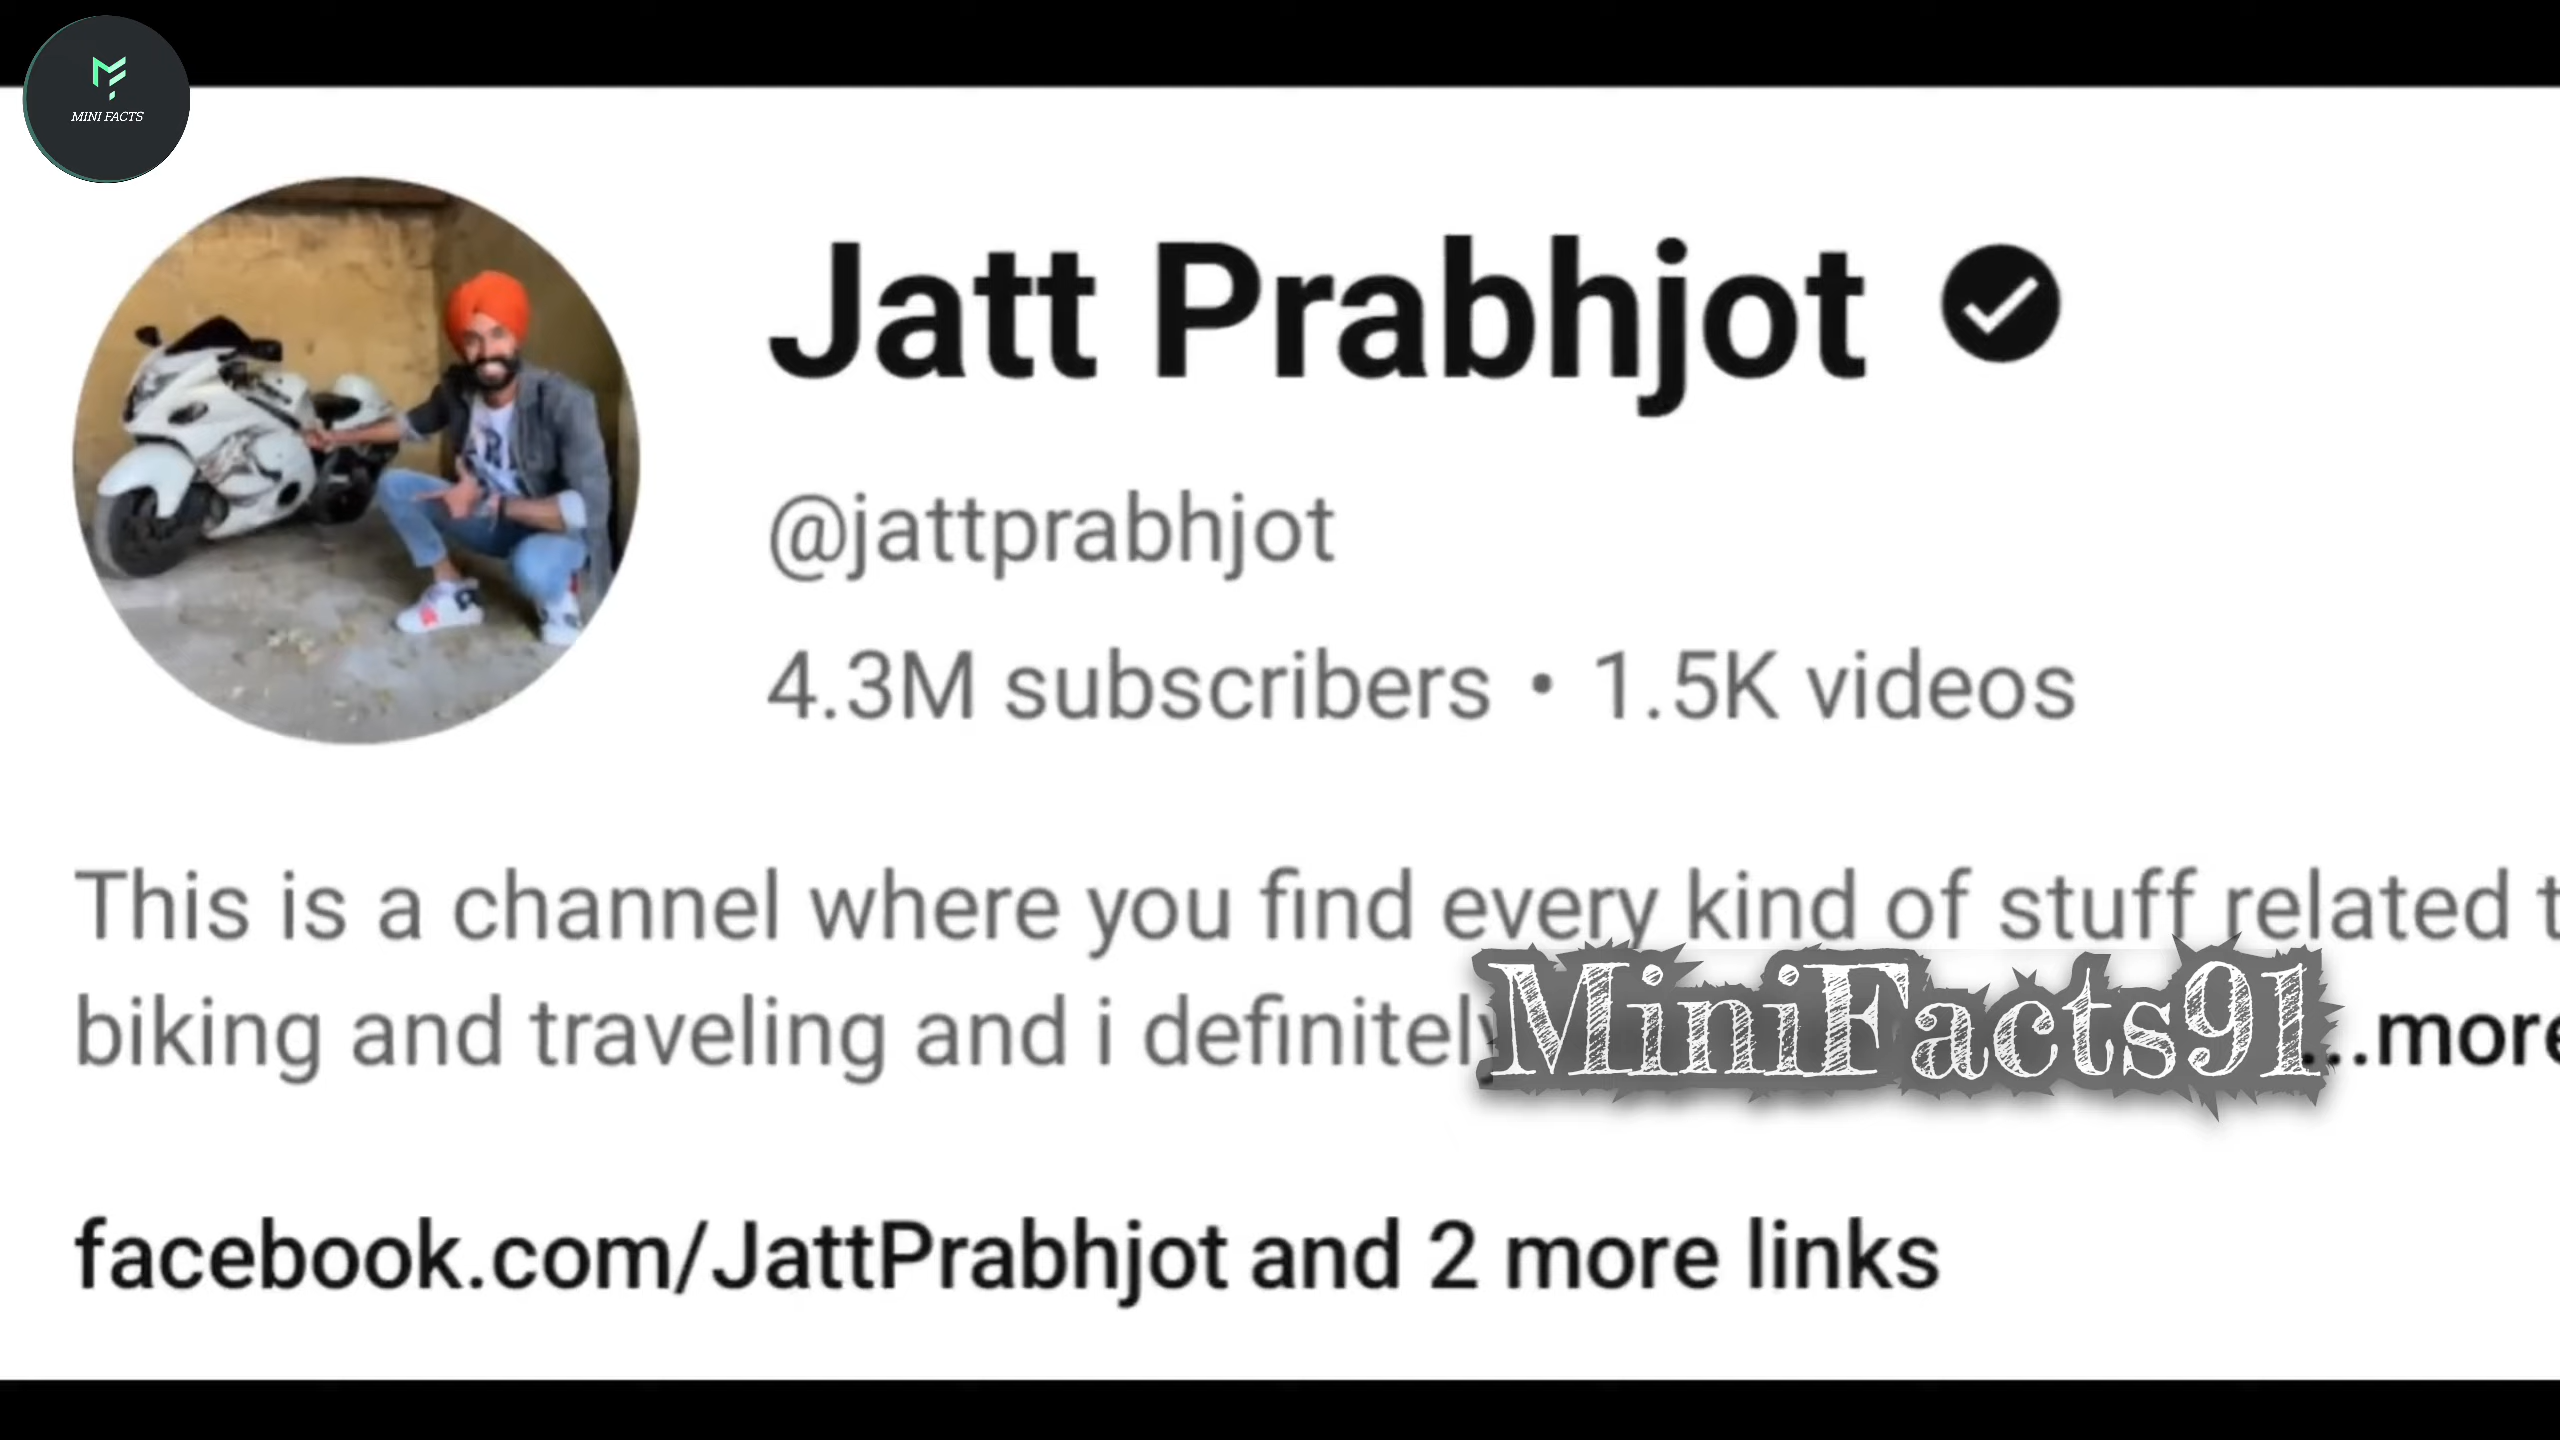 MINI FACTS
Jatt Prabhjot
@jattprabhjot
4.3M subscribers • 1.5K videos
This is a channel where you find every kind of stuff related
biking and traveling and i definitely
MiniFacts91
...more
facebook.com/JattPrabhjot and 2 more links